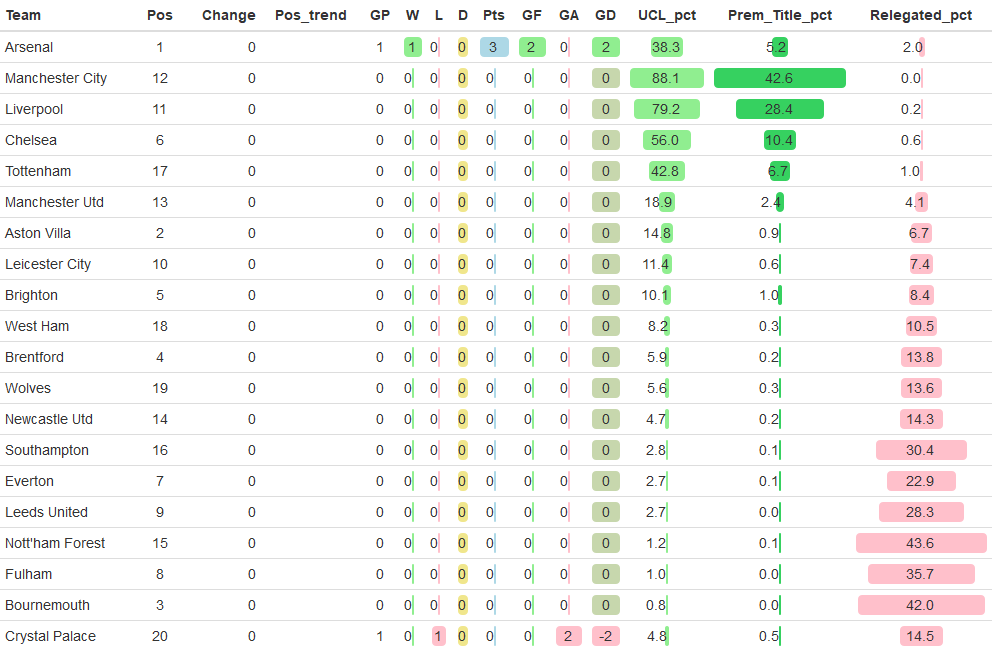 Team Pos Change Pos_trend GP W L D Pts GF GA GD UCL_pct Prem_Title_pct Relegated_pct
Arsenal 1 0 1 1 0 0 3 2 0 2 38.3 5.2 2.0
Manchester City 12 0 0 0 0 0 0 0 0 0 88.1 42.6 0.0
Liverpool 11 0 0 0 0 0 0 0 0 0 79.2 28.4 0.2
Chelsea 6 0 0 0 0 0 0 0 0 0 56.0 10.4 0.6
Tottenham 17 0 0 0 0 0 0 0 0 0 42.8 6.7 1.0
Manchester Utd 13 0 0 0 0 0 0 0 0 0 18.9 2.4 4.1
Aston Villa 2 0 0 0 0 0 0 0 0 0 14.8 0.9 6.7
Leicester City 10 0 0 0 0 0 0 0 0 0 11.4 0.6 7.4
Brighton 5 0 0 0 0 0 0 0 0 0 10.1 1.0 8.4
West Ham 18 0 0 0 0 0 0 0 0 0 8.2 0.3 10.5
Brentford 4 0 0 0 0 0 0 0 0 0 5.9 0.2 13.8
Wolves 19 0 0 0 0 0 0 0 0 0 5.6 0.3 13.6
Newcastle Utd 14 0 0 0 0 0 0 0 0 0 4.7 0.2 14.3
Southampton 16 0 0 0 0 0 0 0 0 0 2.8 0.1 30.4
Everton 7 0 0 0 0 0 0 0 0 0 2.7 0.1 22.9
Leeds United 9 0 0 0 0 0 0 0 0 0 2.7 0.0 28.3
Nott'ham Forest 15 0 0 0 0 0 0 0 0 0 1.2 0.1 43.6
Fulham 8 0 0 0 0 0 0 0 0 0 1.0 0.0 35.7
Bournemouth 3 0 0 0 0 0 0 0 0 0 0.8 0.0 42.0
Crystal Palace 20 0 1 0 1 0 0 0 2 -2 4.8 0.5 14.5